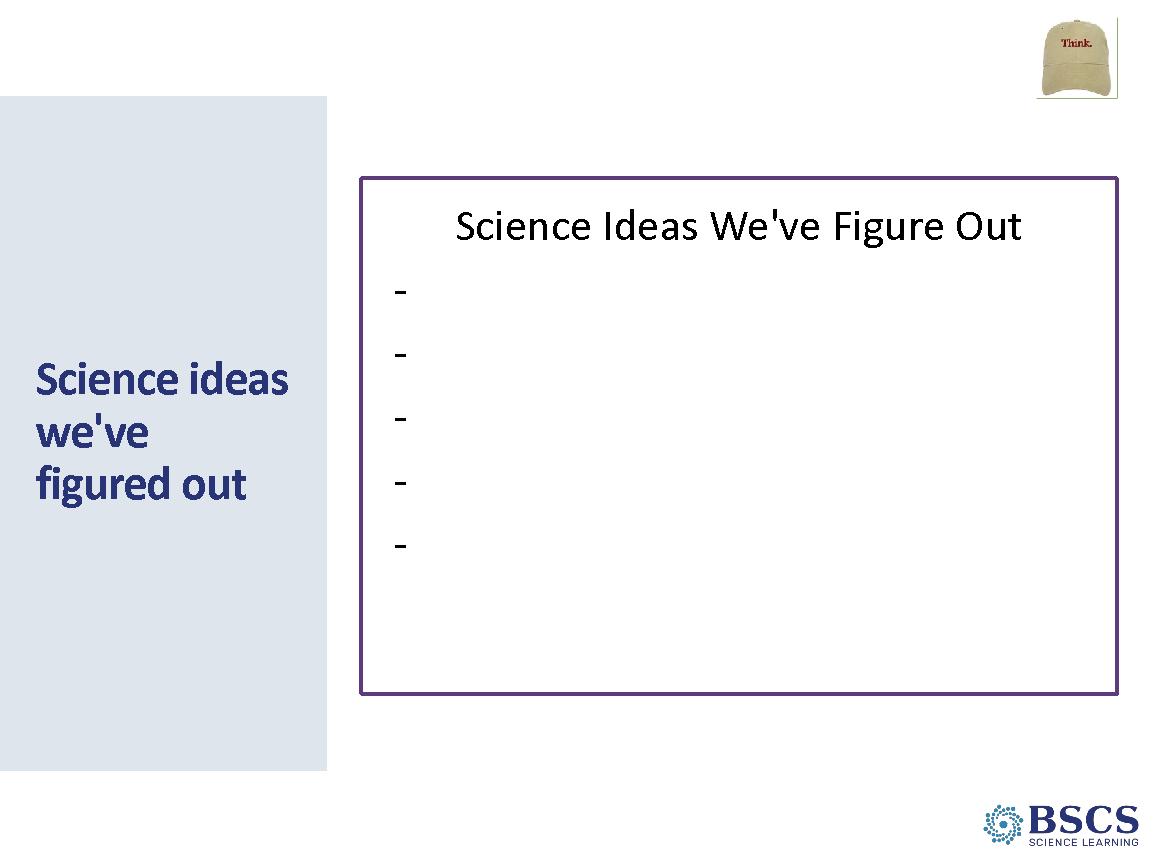 Think.
Science ideas
we've
figured out
Science Ideas We've Figure Out
-
-
-
-
-
BSCS
SCIENCE LEARNING